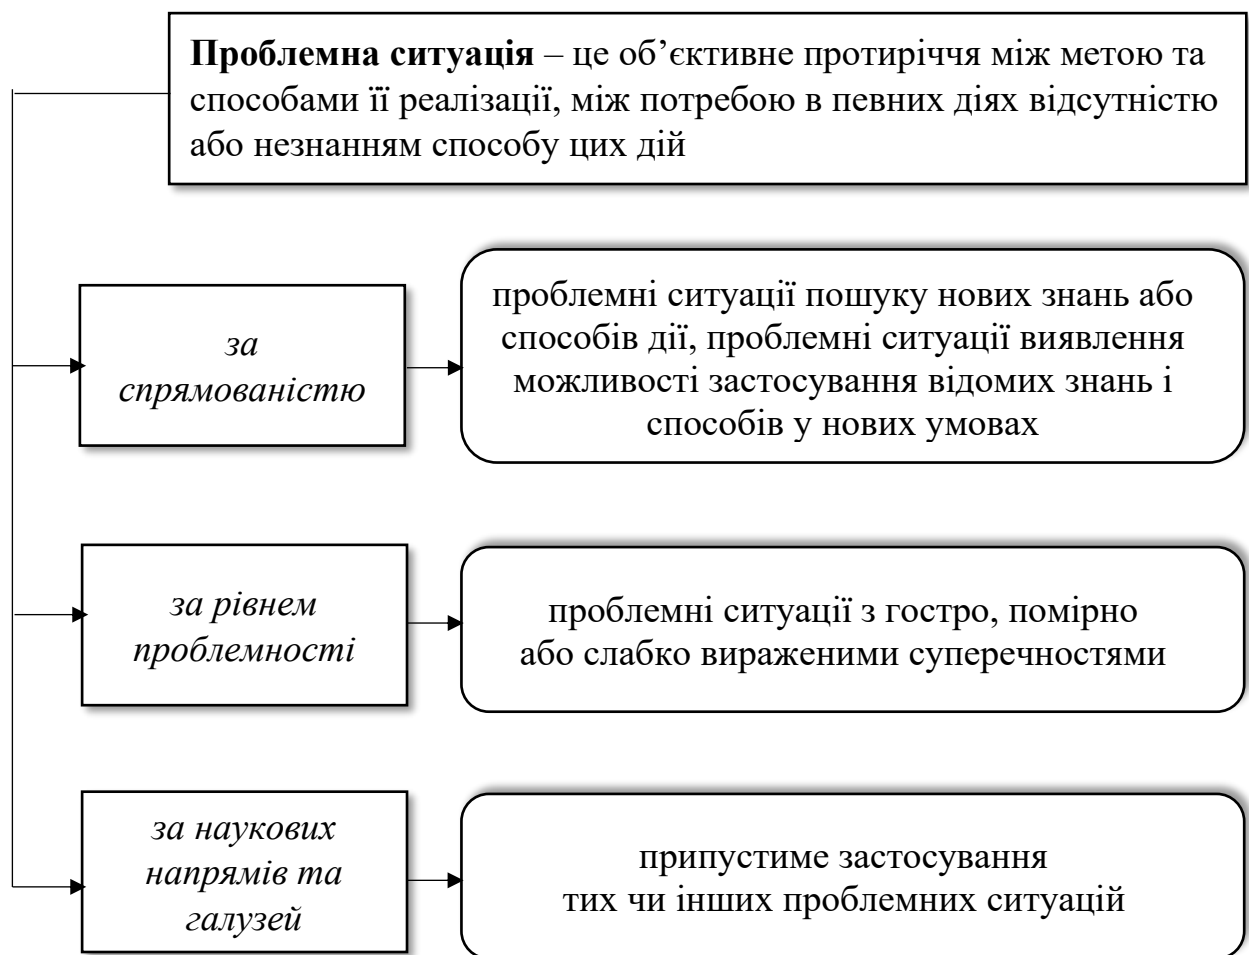 Проблемна ситуація – це об’єктивне протиріччя між метою та
способами її реалізації, між потребою в певних діях відсутністю
або незнанням способу цих дій
за
спрямованістю
проблемні ситуації пошуку нових знань або
способів дії, проблемні ситуації виявлення
можливості застосування відомих знань і
способів у нових умовах
за рівнем
проблемності
проблемні ситуації з гостро, помірно
або слабко вираженими суперечностями
за наукових
напрямів та
галузей
припустиме застосування
тих чи інших проблемних ситуацій